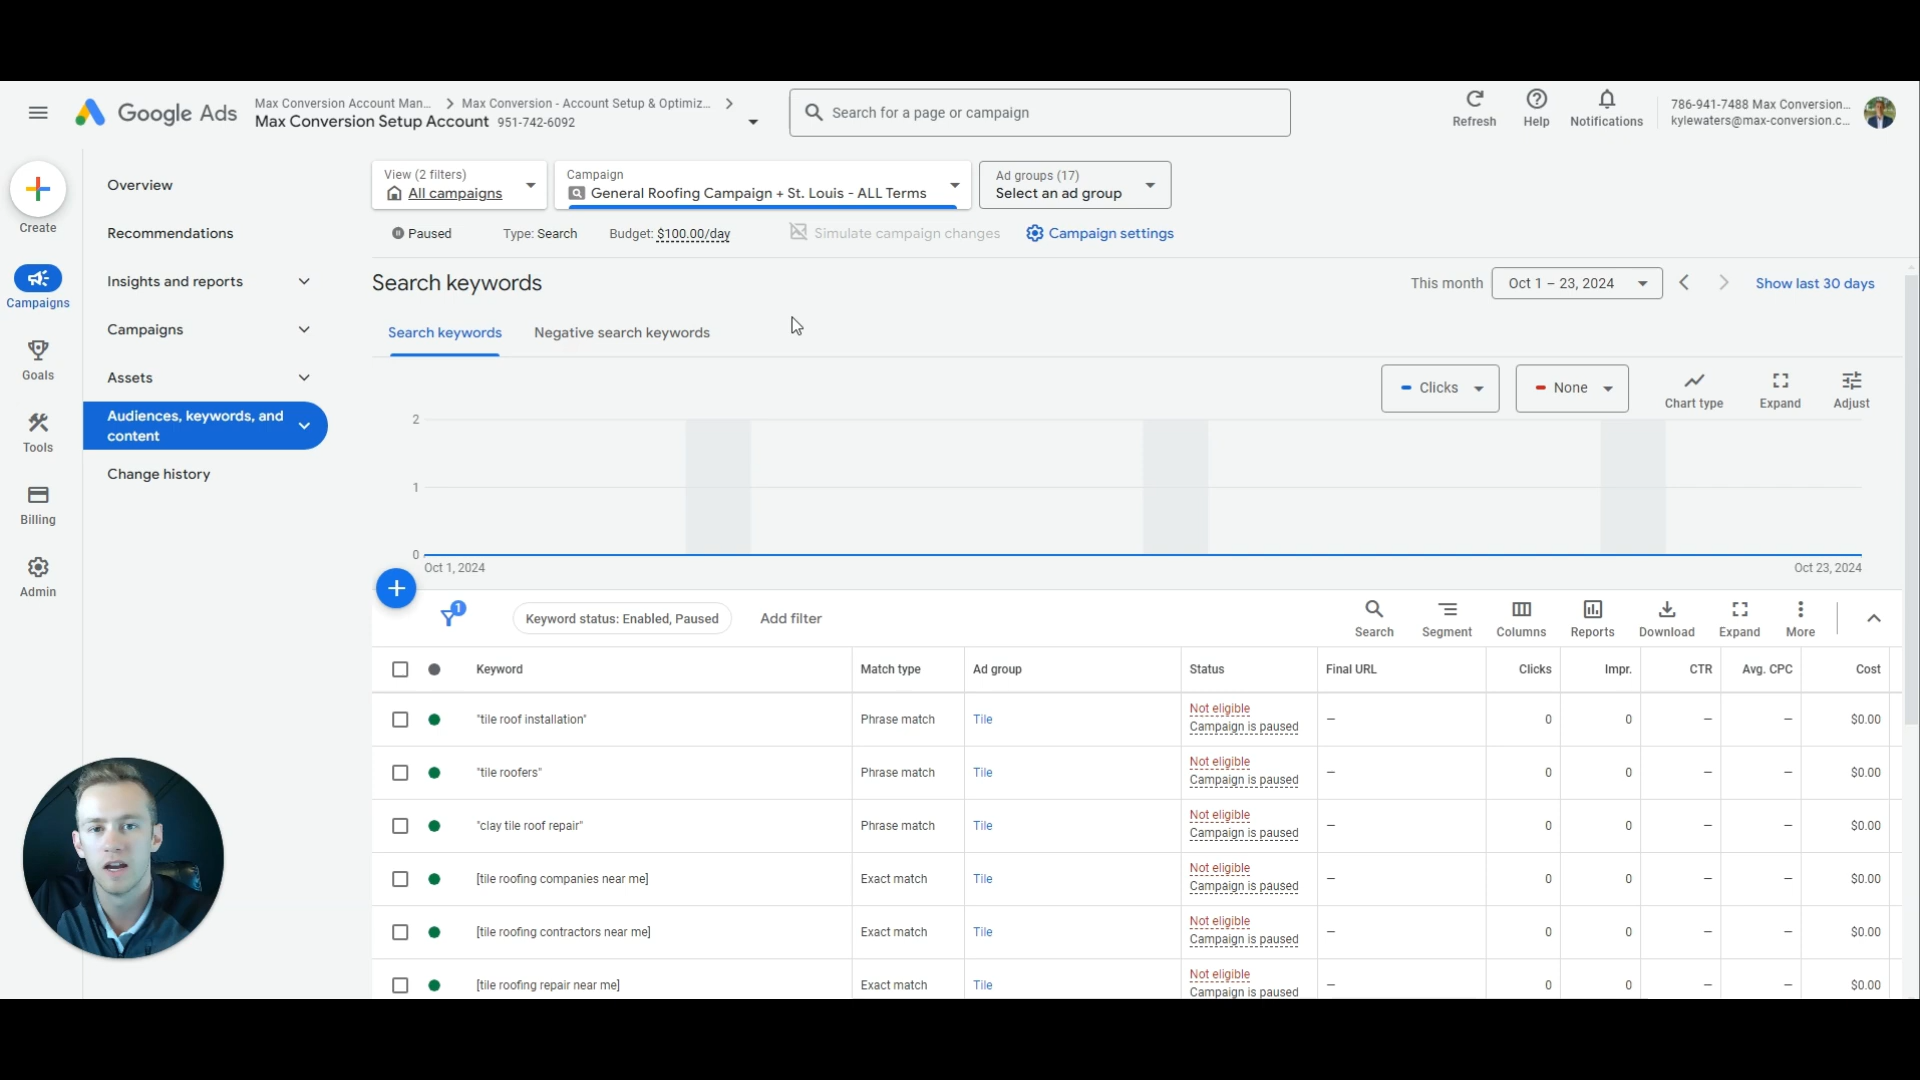 Google Ads
Max Conversion Account Man... > Max Conversion - Account Setup & Optimiz... >
Max Conversion Setup Account 951-742-6092
Search for a page or campaign
Refresh
Help
Notifications
786-941-7488 Max Conversion...
kylewaters@max-conversion.c...
Create
Campaigns
Goals
Tools
Billing
Admin
Overview
Recommendations
Insights and reports
Campaigns
Assets
Audiences, keywords, and
content
Change history
View (2 filters)
All campaigns
Campaign
General Roofing Campaign + St. Louis - ALL Terms
Ad groups (17)
Select an ad group
Paused
Type: Search
Budget: $100.00/day
Simulate campaign changes
Campaign settings
Search keywords
This month
Oct 1 – 23, 2024
Show last 30 days
Search keywords
Negative search keywords
Clicks
None
Chart type
Expand
Adjust
2
1
0
Oct 1, 2024
Oct 23, 2024
1
Keyword status: Enabled, Paused
Add filter
Search
Segment
Columns
Reports
Download
Expand
More
Keyword Match type Ad group Status Final URL Clicks Impr. CTR Avg. CPC Cost
"tile roof installation" Phrase match Tile Not eligible — 0 0 — — $0.00
Campaign is paused
"tile roofers" Phrase match Tile Not eligible — 0 0 — — $0.00
Campaign is paused
"clay tile roof repair" Phrase match Tile Not eligible — 0 0 — — $0.00
Campaign is paused
[tile roofing companies near me] Exact match Tile Not eligible — 0 0 — — $0.00
Campaign is paused
[tile roofing contractors near me] Exact match Tile Not eligible — 0 0 — — $0.00
Campaign is paused
[tile roofing repair near me] Exact match Tile Not eligible — 0 0 — — $0.00
Campaign is paused